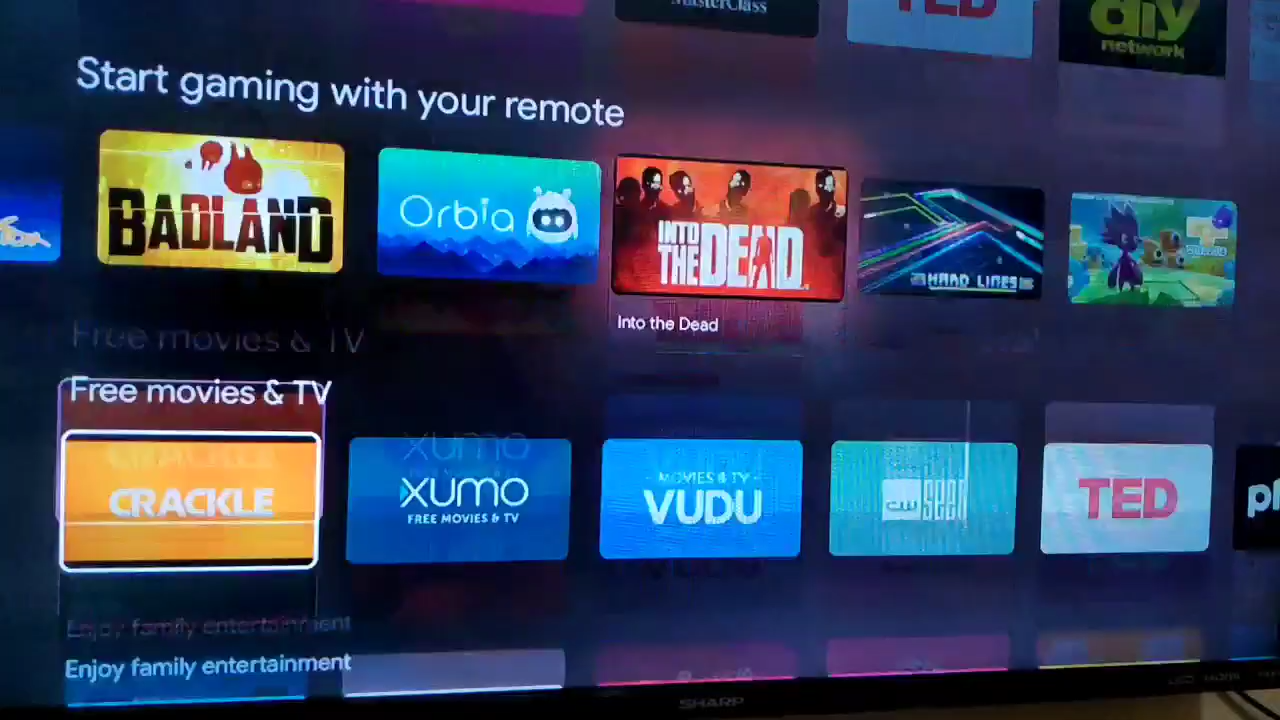 MasterClass
TED
diy
network
Start gaming with your remote
BADLAND
Orbia
INTO
THE DEAD
HARD LINES
Into the Dead
Free movies & TV
Free movies & TV
CRACKLE
CRACKLE
xumo
xumo
FREE MOVIES & TV
MOVIES & TV
VUDU
CW seed
TED
Enjoy family entertainment
Enjoy family entertainment
SHARP